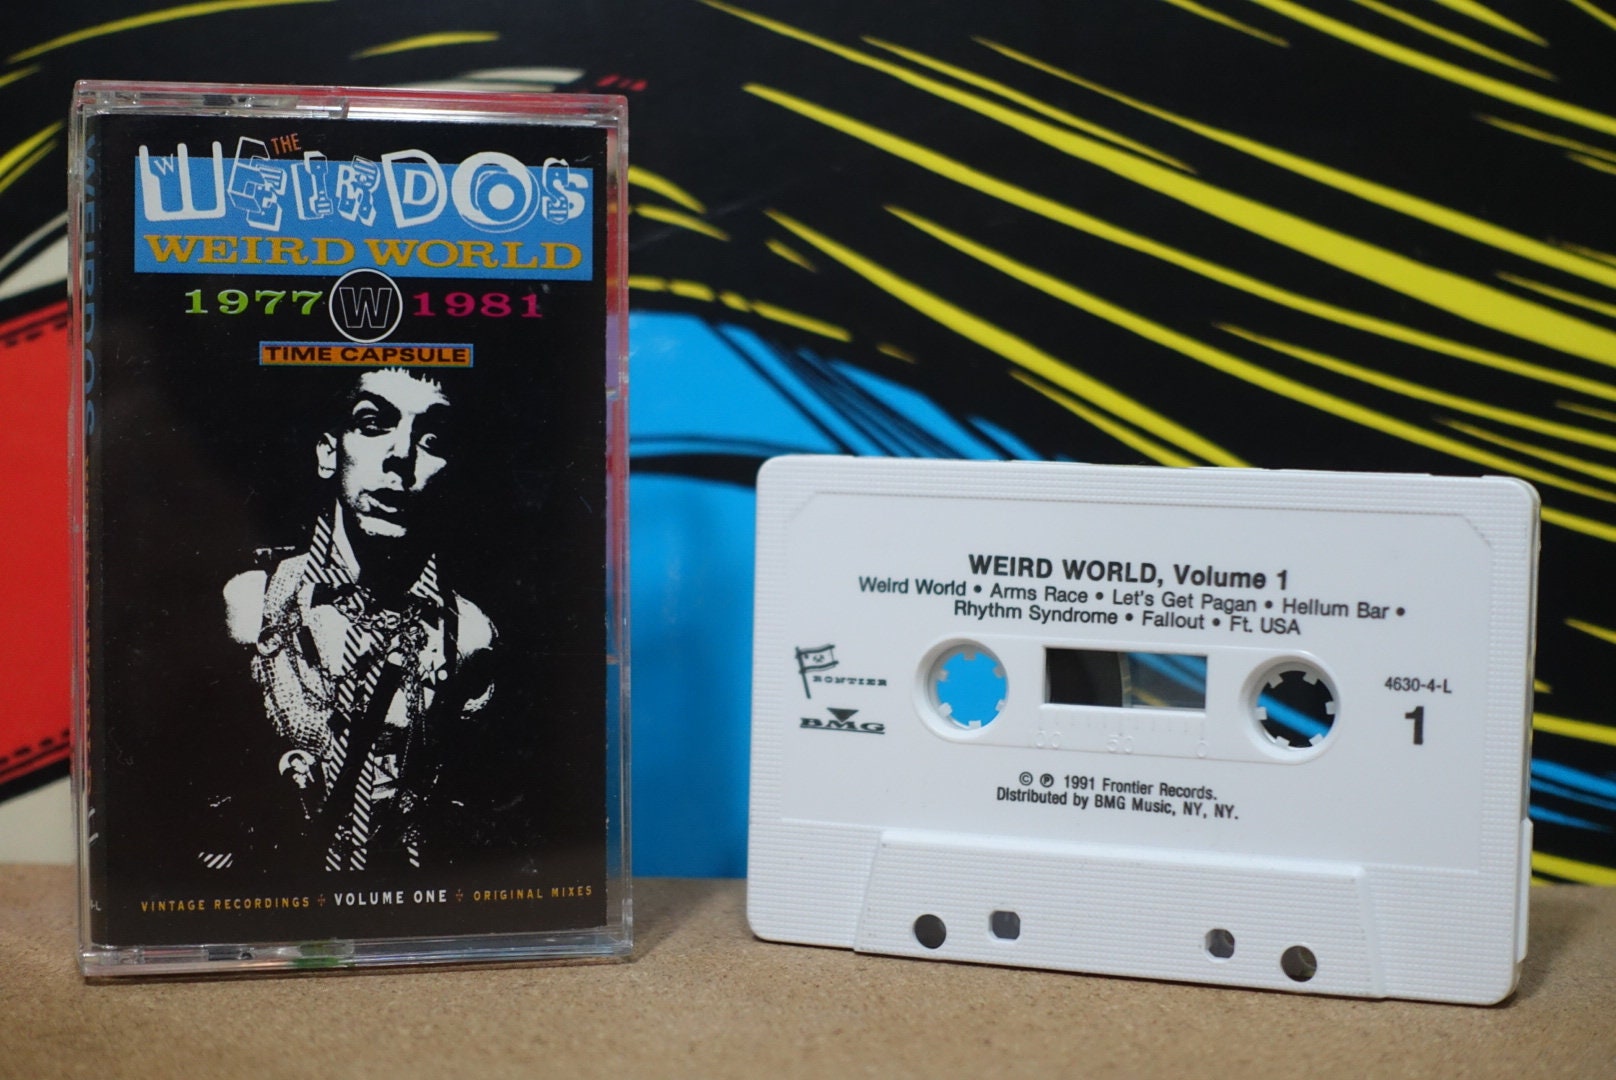 THE
WEIRDOS
WEIRD WORLD
1977 W 1981
TIME CAPSULE
VINTAGE RECORDINGS ÷ VOLUME ONE ÷ ORIGINAL MIXES
WEIRDOS
WEIRD WORLD, Volume 1
Weird World • Arms Race • Let's Get Pagan • Helium Bar •
Rhythm Syndrome • Fallout • Ft. USA
FRONTIER
BMG
4630-4-L
1
100 50 0
© ℗ 1991 Frontier Records.
Distributed by BMG Music, NY, NY.